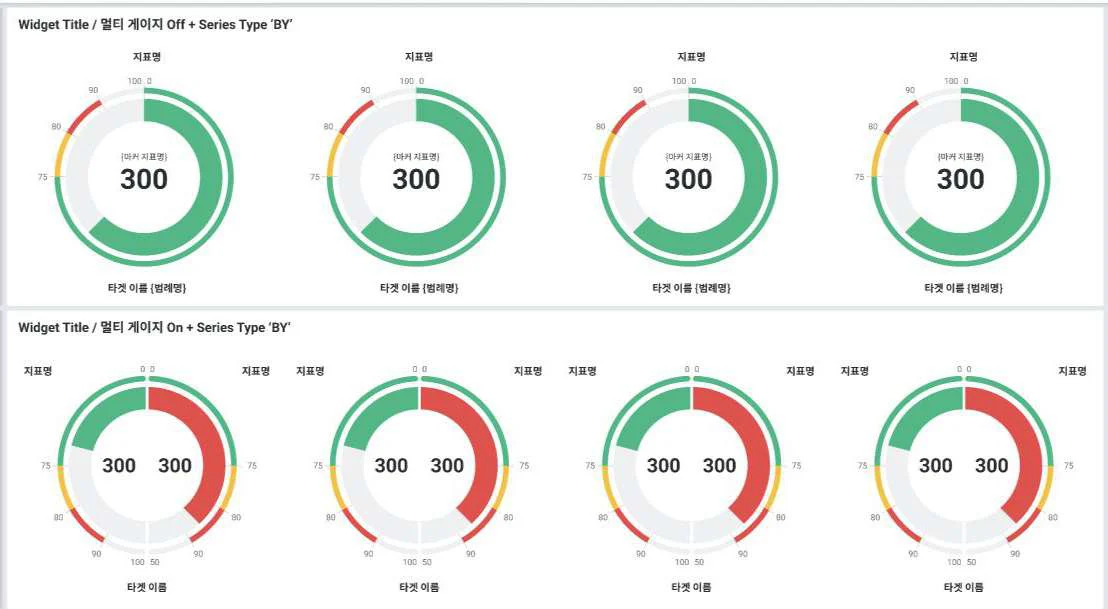 Widget Title / 멀티 게이지 Off + Series Type ‘BY’
지표명 지표명 지표명 지표명
100 0 100 0 100 0 100 0
90 90 90 90
80 80 80 80
{마커 지표명} {마커 지표명} {마커 지표명} {마커 지표명}
75 300 75 300 75 300 75 300
타겟 이름 {범례명} 타겟 이름 {범례명} 타겟 이름 {범례명} 타겟 이름 {범례명}
Widget Title / 멀티 게이지 On + Series Type ‘BY’
지표명 0 0 지표명 지표명 0 0 지표명 지표명 0 0 지표명 지표명 0 0 지표명
75 300 300 75 75 300 300 75 75 300 300 75 75 300 300 75
80 80 80 80 80 80 80 80
90 90 90 90 90 90 90 90
100 50 100 50 100 50 100 50
타겟 이름 타겟 이름 타겟 이름 타겟 이름